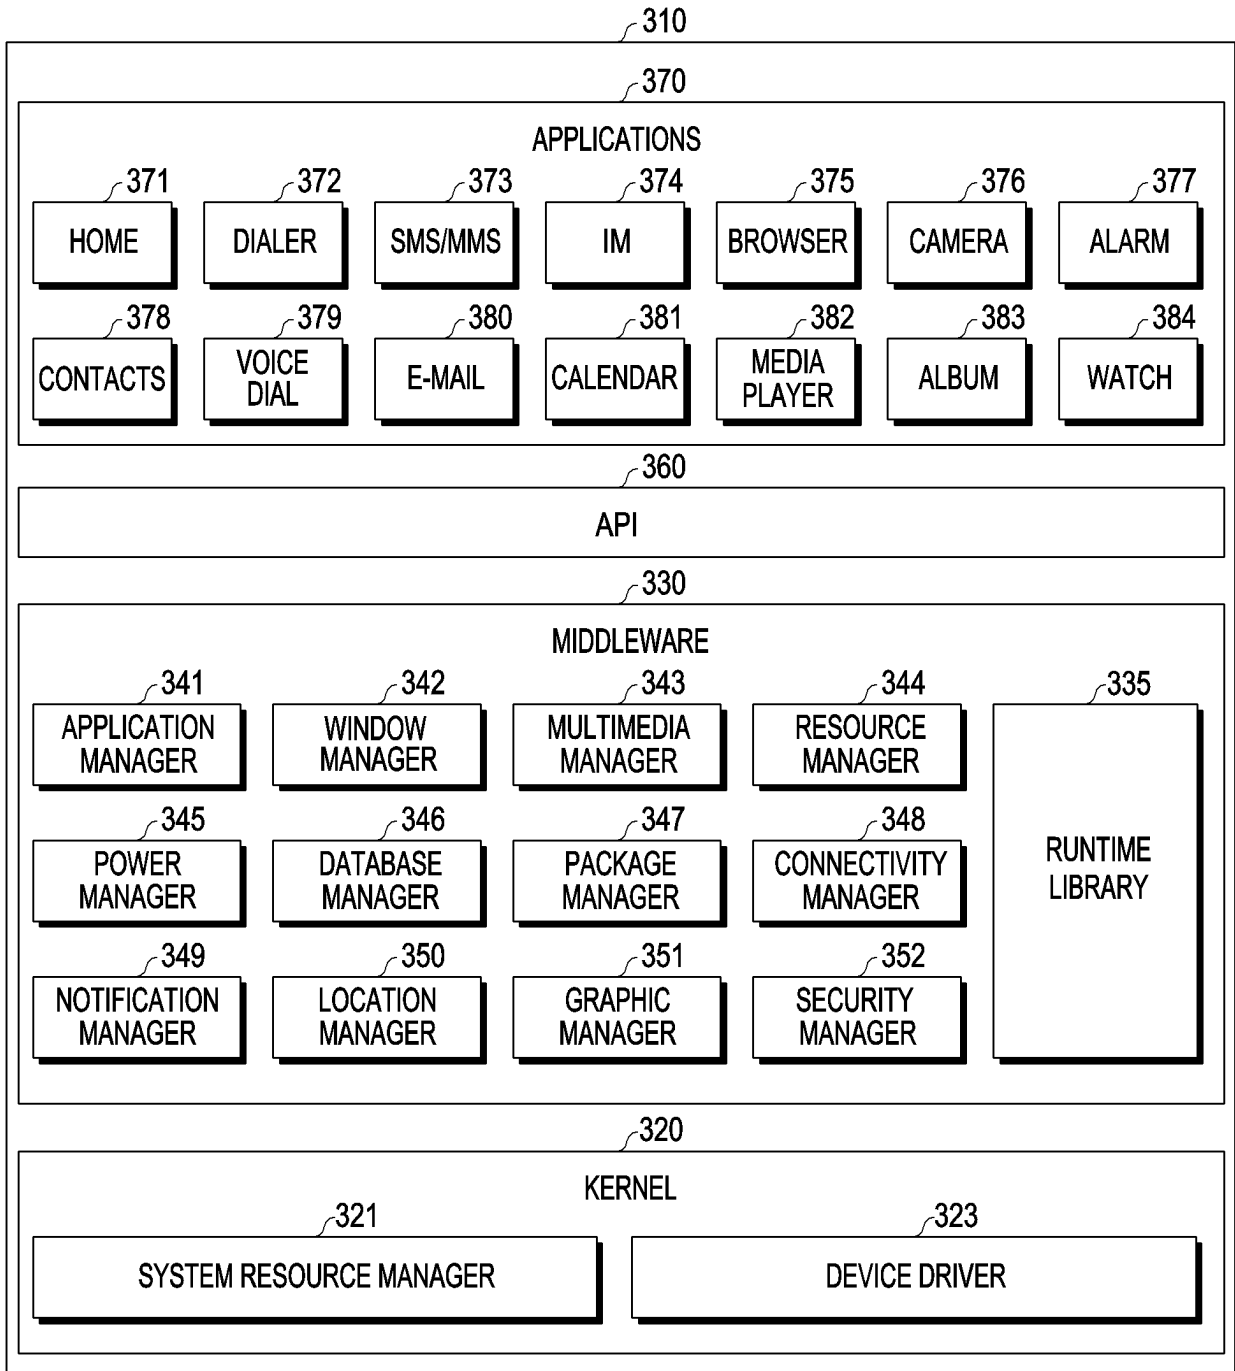 310
370
APPLICATIONS
371 372 373 374 375 376 377
HOME DIALER SMS/MMS IM BROWSER CAMERA ALARM
378 379 380 381 382 383 384
CONTACTS
VOICE
DIAL
E-MAIL
CALENDAR
MEDIA
PLAYER
ALBUM
WATCH
360
API
330
MIDDLEWARE
341
APPLICATION
MANAGER
342
WINDOW
MANAGER
343
MULTIMEDIA
MANAGER
344
RESOURCE
MANAGER
335
RUNTIME
LIBRARY
345
POWER
MANAGER
346
DATABASE
MANAGER
347
PACKAGE
MANAGER
348
CONNECTIVITY
MANAGER
349
NOTIFICATION
MANAGER
350
LOCATION
MANAGER
351
GRAPHIC
MANAGER
352
SECURITY
MANAGER
320
KERNEL
321
SYSTEM RESOURCE MANAGER
323
DEVICE DRIVER